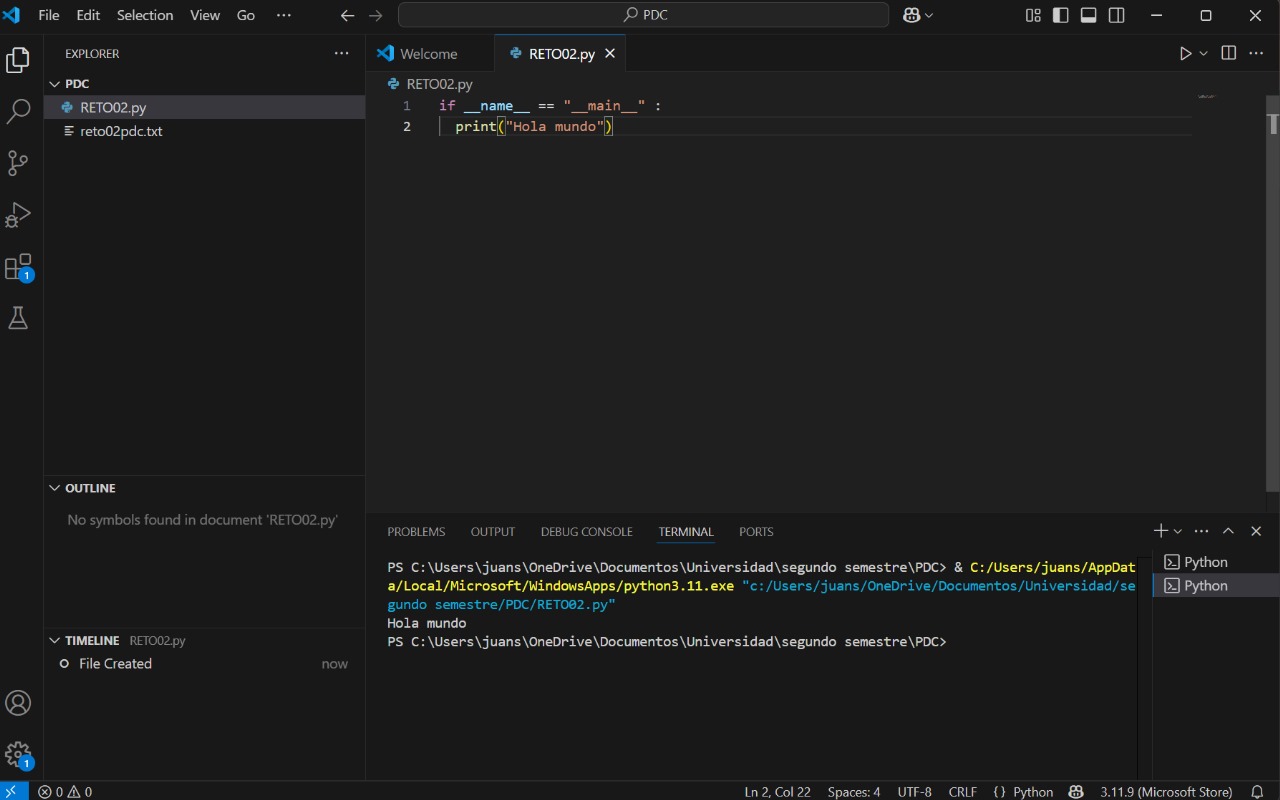 File Edit Selection View Go ··· PDC
EXPLORER ···
PDC
RETO02.py
reto02pdc.txt
1
OUTLINE
No symbols found in document 'RETO02.py'
TIMELINE RETO02.py
File Created now
1
Welcome RETO02.py
RETO02.py
1 if __name__ == "__main__" :
2 print("Hola mundo")
PROBLEMS OUTPUT DEBUG CONSOLE TERMINAL PORTS
PS C:\Users\juans\OneDrive\Documentos\Universidad\segundo semestre\PDC> & C:/Users/juans/AppDat
a/Local/Microsoft/WindowsApps/python3.11.exe "c:/Users/juans/OneDrive/Documentos/Universidad/se
gundo semestre/PDC/RETO02.py"
Hola mundo
PS C:\Users\juans\OneDrive\Documentos\Universidad\segundo semestre\PDC>
Python
Python
0 0 Ln 2, Col 22 Spaces: 4 UTF-8 CRLF {} Python 3.11.9 (Microsoft Store)